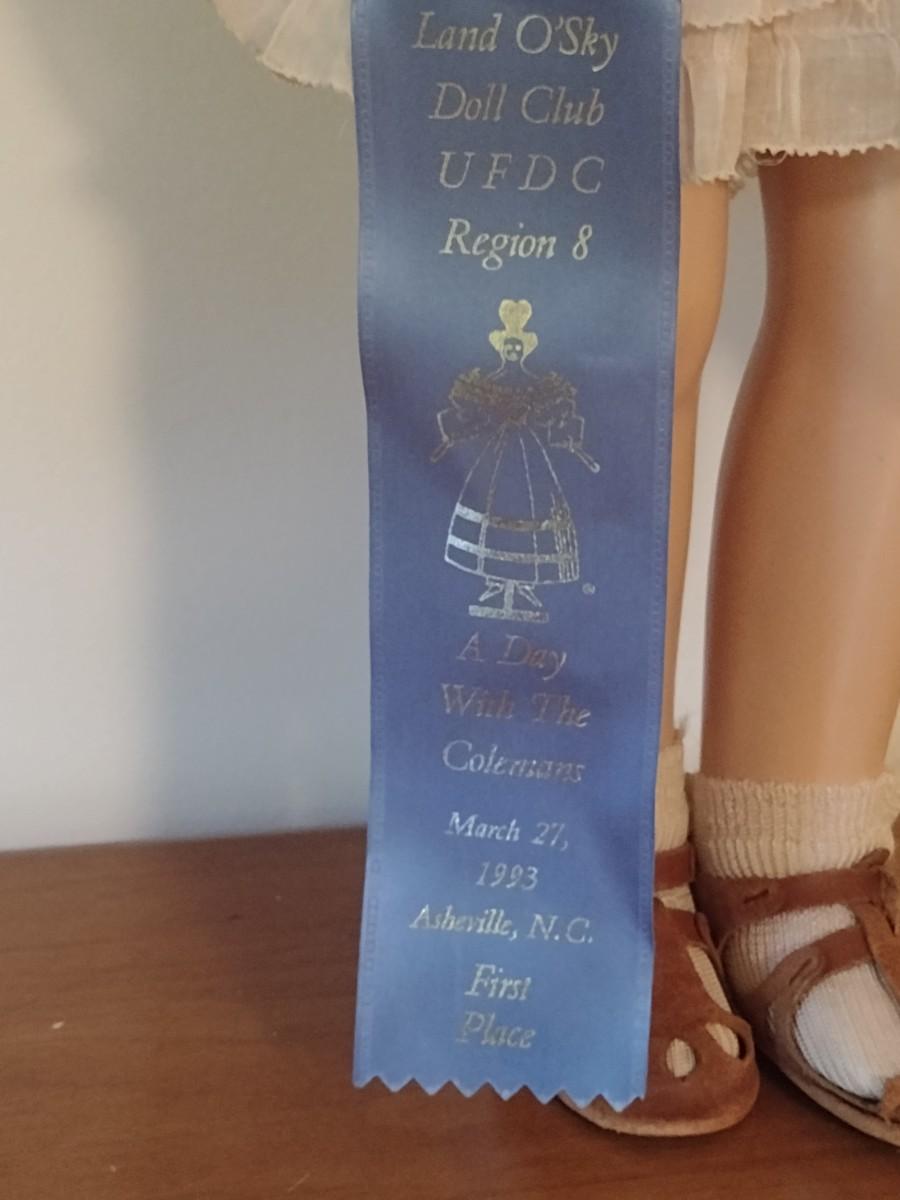 Land O'Sky
Doll Club
UFDC
Region 8
®
A Day
With The
Colemans
March 27,
1993
Asheville, N.C.
First
Place